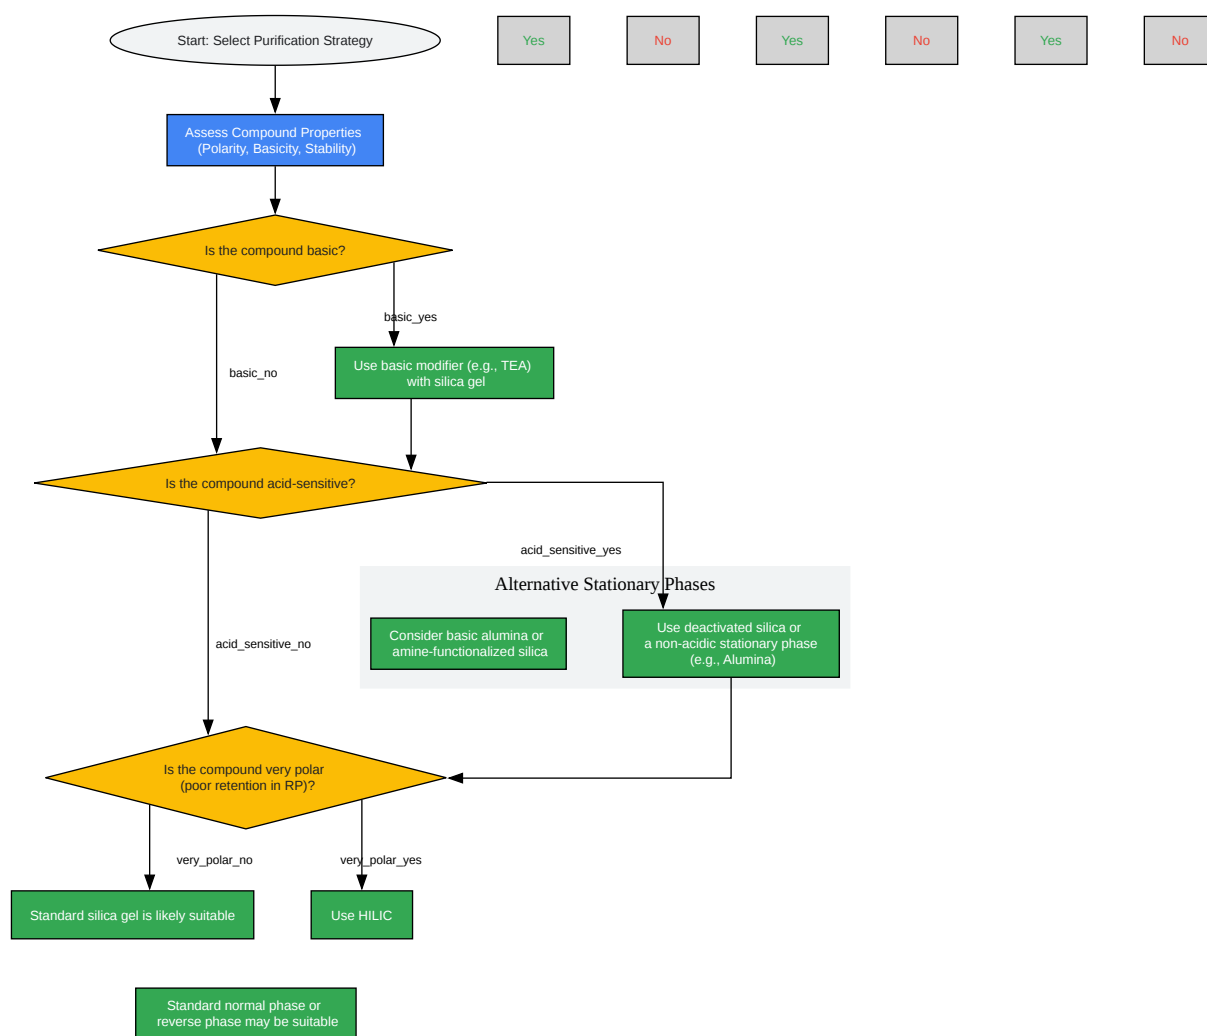 Start: Select Purification Strategy
Yes
No
Yes
No
Yes
No
Assess Compound Properties
(Polarity, Basicity, Stability)
Is the compound basic?
basic_yes
basic_no
Use basic modifier (e.g., TEA)
with silica gel
Is the compound acid-sensitive?
acid_sensitive_yes
Alternative Stationary Phases
Consider basic alumina or
amine-functionalized silica
Use deactivated silica or
a non-acidic stationary phase
(e.g., Alumina)
acid_sensitive_no
Is the compound very polar
(poor retention in RP)?
very_polar_no
very_polar_yes
Standard silica gel is likely suitable
Use HILIC
Standard normal phase or
reverse phase may be suitable